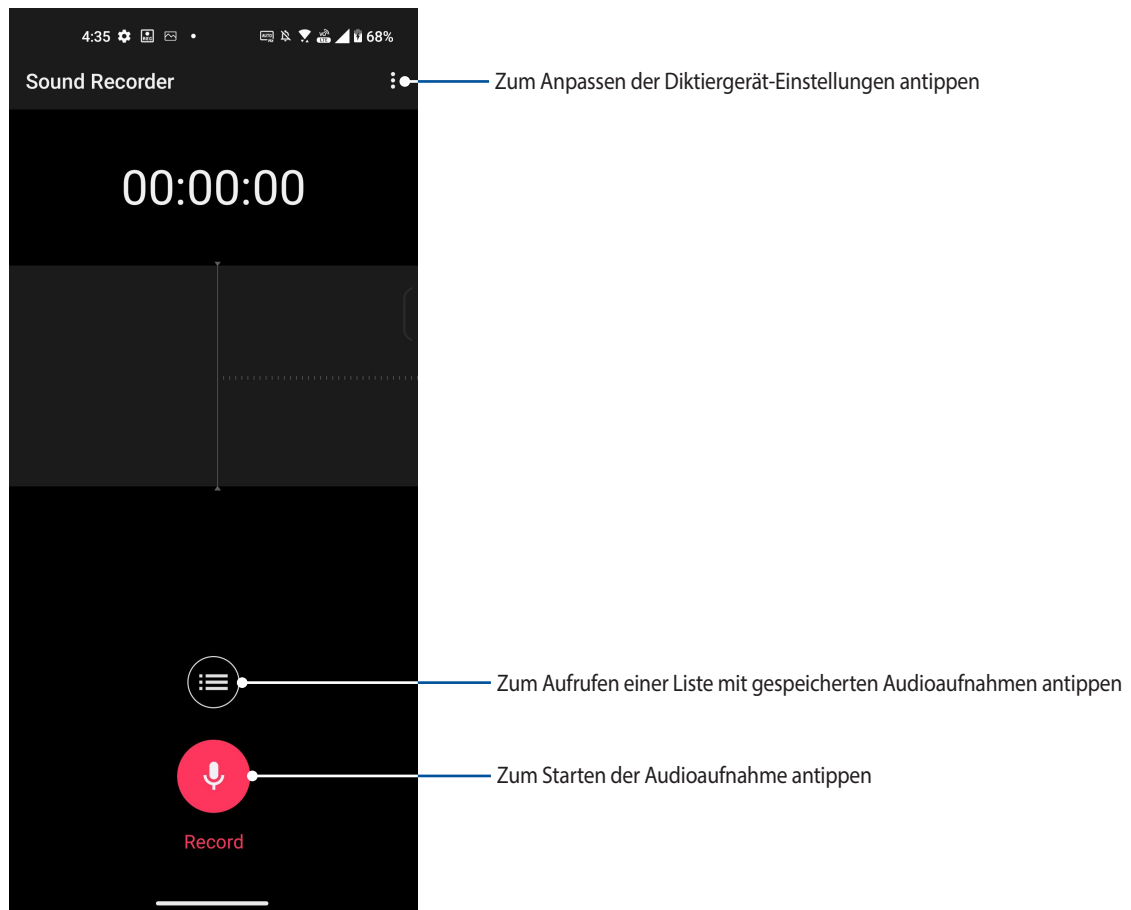 4:35 68%
Sound Recorder
Zum Anpassen der Diktiergerät-Einstellungen antippen
00:00:00
Zum Aufrufen einer Liste mit gespeicherten Audioaufnahmen antippen
Zum Starten der Audioaufnahme antippen
Record